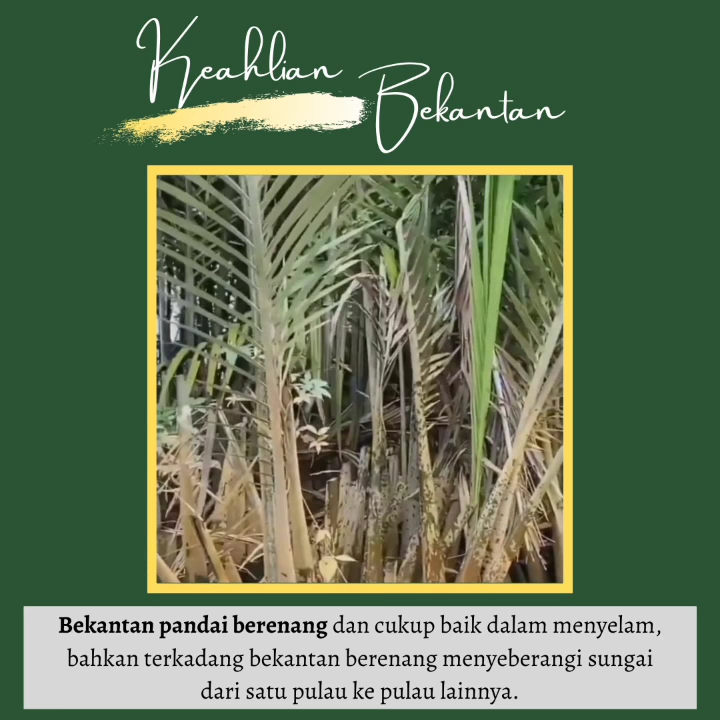 Keahlian
Bekantan
Bekantan pandai berenang dan cukup baik dalam menyelam,
bahkan terkadang bekantan berenang menyeberangi sungai
dari satu pulau ke pulau lainnya.